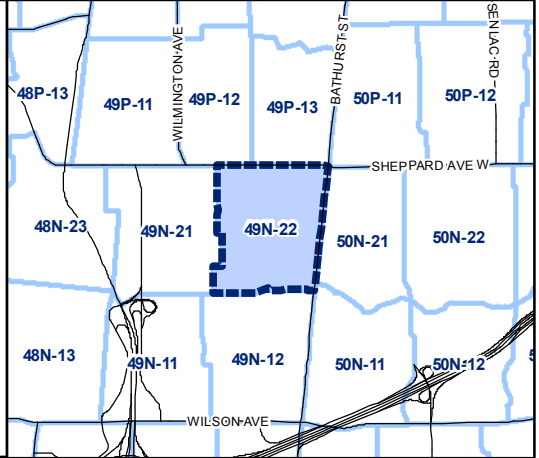 WILMINGTON AVE
BATHURST ST
SENLAC RD
48P-13
49P-11
49P-12
49P-13
50P-11
50P-12
SHEPPARD AVE W
48N-23
49N-21
49N-22
50N-21
50N-22
48N-13
49N-11
49N-12
50N-11
50N-12
5
WILSON AVE